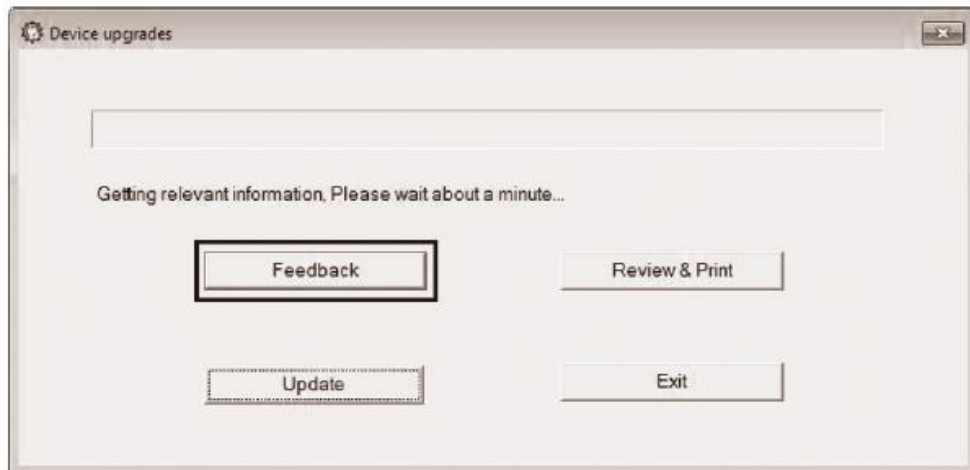 Device upgrades
Getting relevant information, Please wait about a minute...
Feedback
Review & Print
Update
Exit